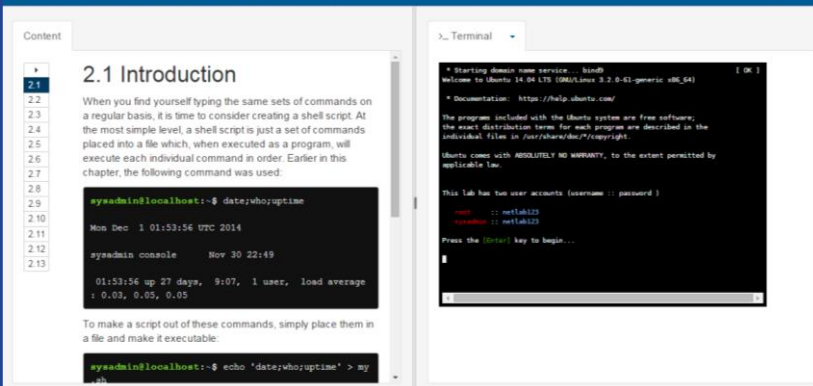 Content
2.1
2.2
2.3
2.4
2.5
2.6
2.7
2.8
2.9
2.10
2.11
2.12
2.13
2.1 Introduction
When you find yourself typing the same sets of commands on
a regular basis, it is time to consider creating a shell script. At
the most simple level, a shell script is just a set of commands
placed into a file which, when executed as a program, will
execute each individual command in order. Earlier in this
chapter, the following command was used:
sysadmin@localhost:~$ date;who;uptime
Mon Dec  1 01:53:56 UTC 2014
sysadmin console      Nov 30 22:49
01:53:56 up 27 days,  9:07,  1 user,  load average
: 0.03, 0.05, 0.05
To make a script out of these commands, simply place them in
a file and make it executable:
sysadmin@localhost:~$ echo 'date;who;uptime' > my
.sh
>_ Terminal
* Starting domain name service... bind9 [ OK ]
Welcome to Ubuntu 14.04 LTS (GNU/Linux 3.2.0-61-generic x86_64)
* Documentation:  https://help.ubuntu.com/
The programs included with the Ubuntu system are free software;
the exact distribution terms for each program are described in the
individual files in /usr/share/doc/*/copyright.
Ubuntu comes with ABSOLUTELY NO WARRANTY, to the extent permitted by
applicable law.
This lab has two user accounts (username :: password )
root :: netlab123
sysadmin :: netlab123
Press the [Enter] key to begin...